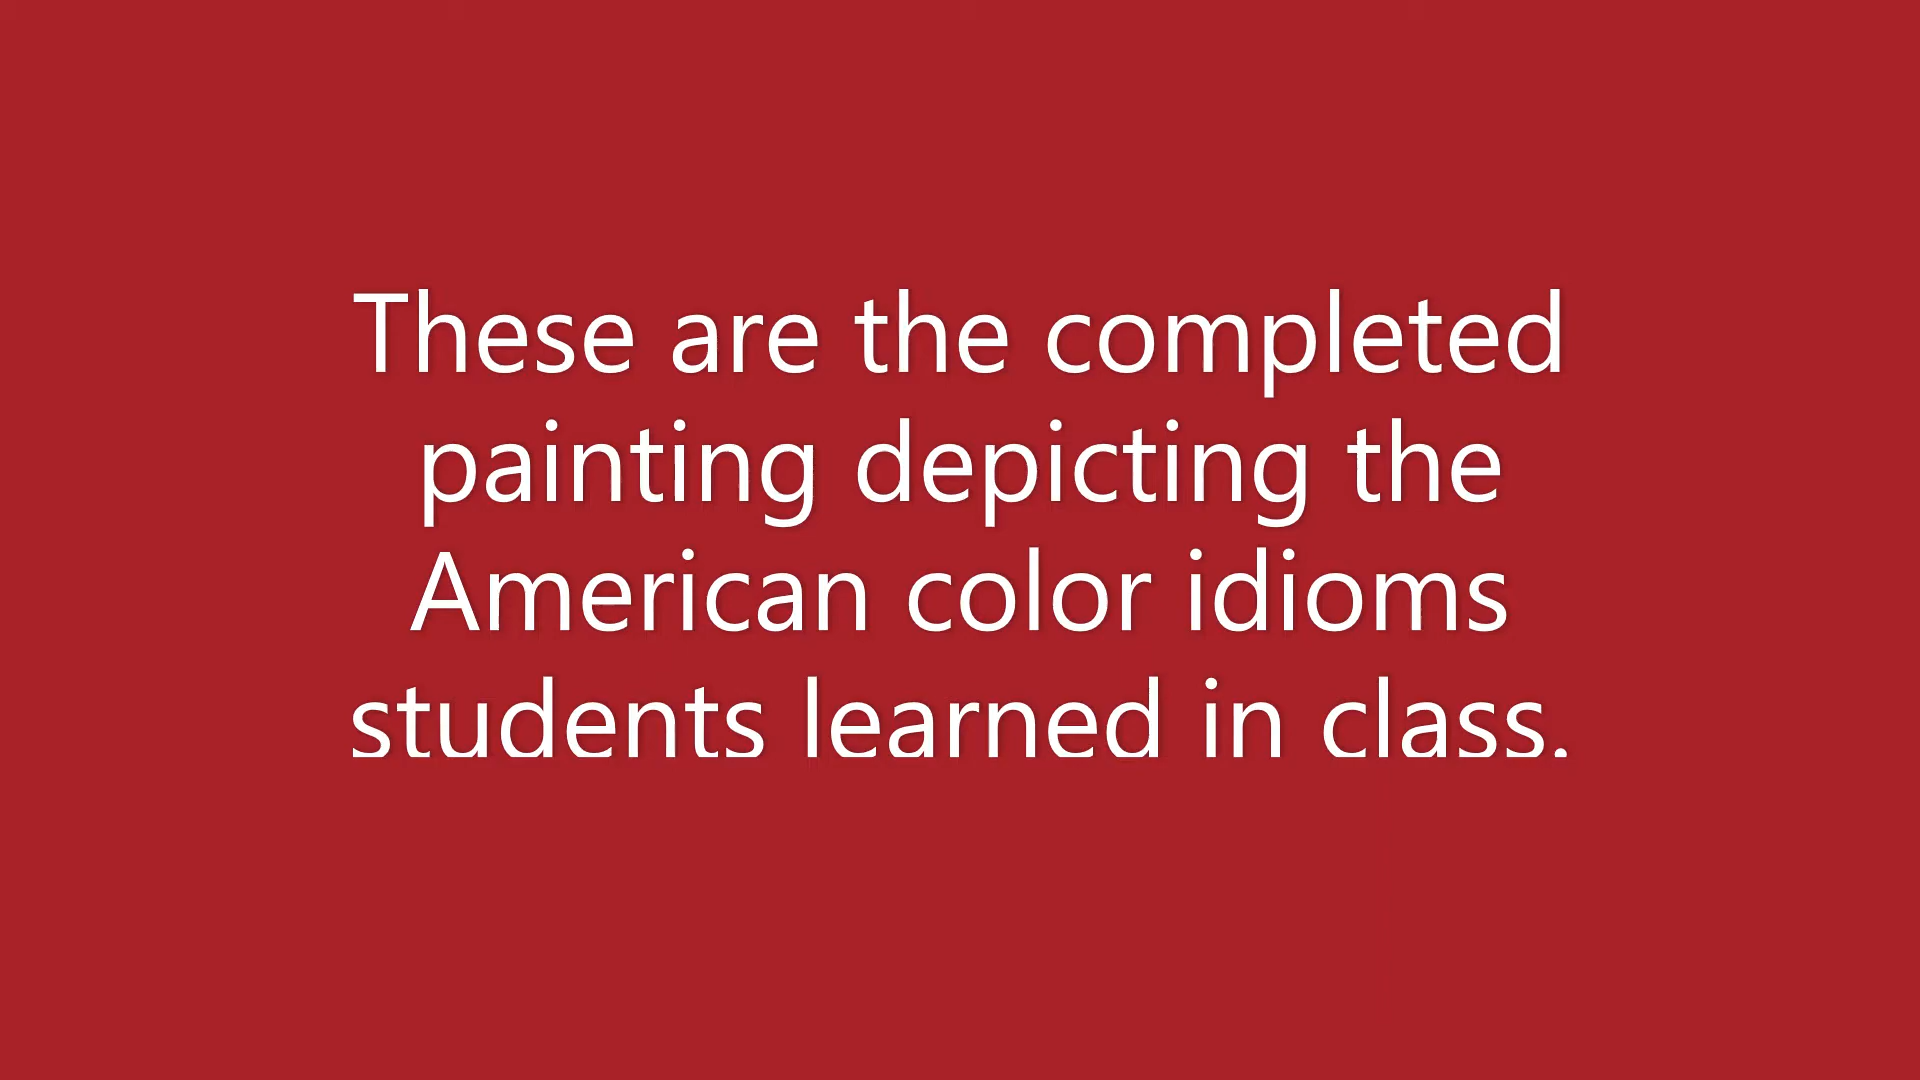 These are the completed
painting depicting the
American color idioms
students learned in class.